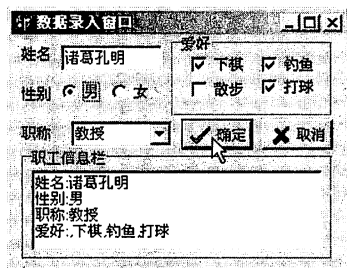 数据录入窗口
姓名 诸葛孔明
爱好
下棋 钓鱼
性别 男 女
散步 打球
职称 教授 确定 取消
职工信息栏
姓名:诸葛孔明
性别:男
职称:教授
爱好:,下棋,钓鱼,打球